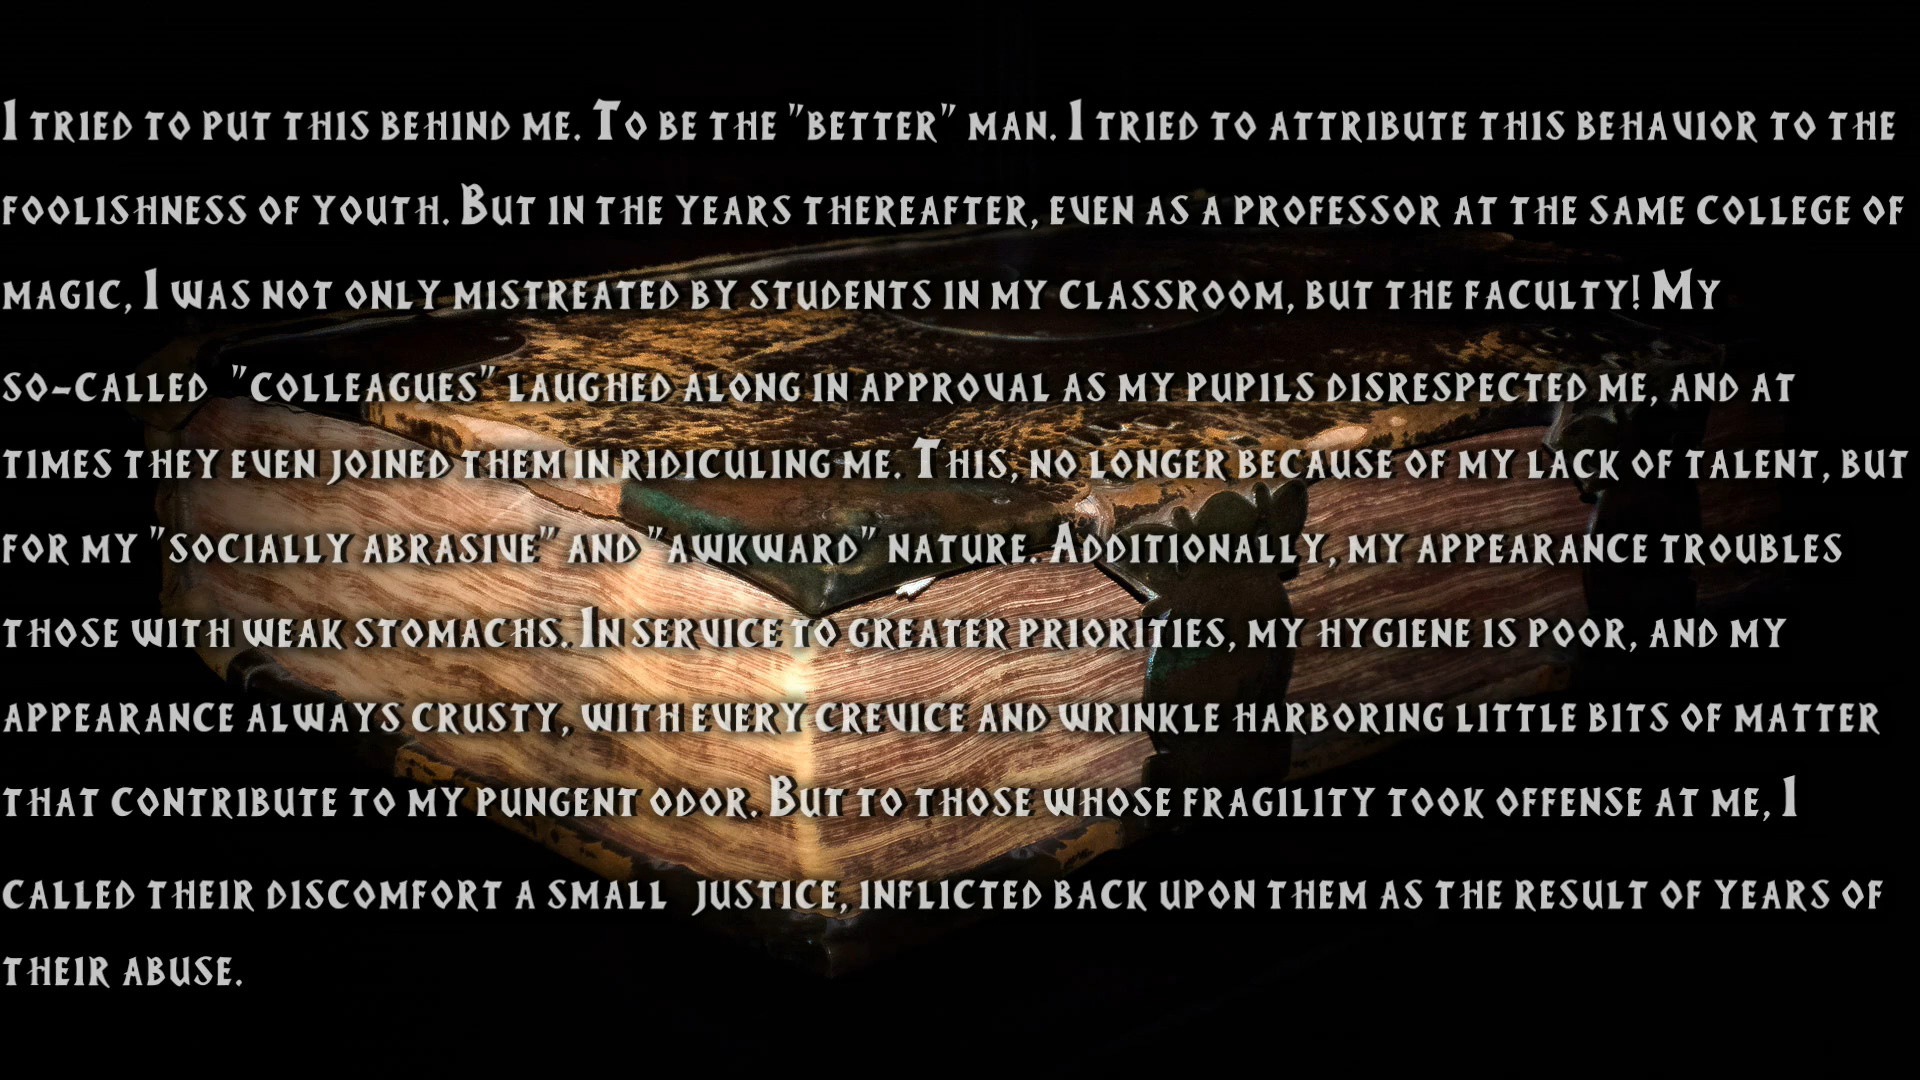 I tried to put this behind me. To be the "better" man. I tried to attribute this behavior to the
foolishness of youth. But in the years thereafter, even as a professor at the same college of
magic, I was not only mistreated by students in my classroom, but the faculty! My
so-called "colleagues" laughed along in approval as my pupils disrespected me, and at
times they even joined them in ridiculing me. This, no longer because of my lack of talent, but
for my "socially abrasive" and "awkward" nature. Additionally, my appearance troubles
those with weak stomachs. In service to greater priorities, my hygiene is poor, and my
appearance always crusty, with every crevice and wrinkle harboring little bits of matter
that contribute to my pungent odor. But to those whose fragility took offense at me, I
called their discomfort a small justice, inflicted back upon them as the result of years of
their abuse.